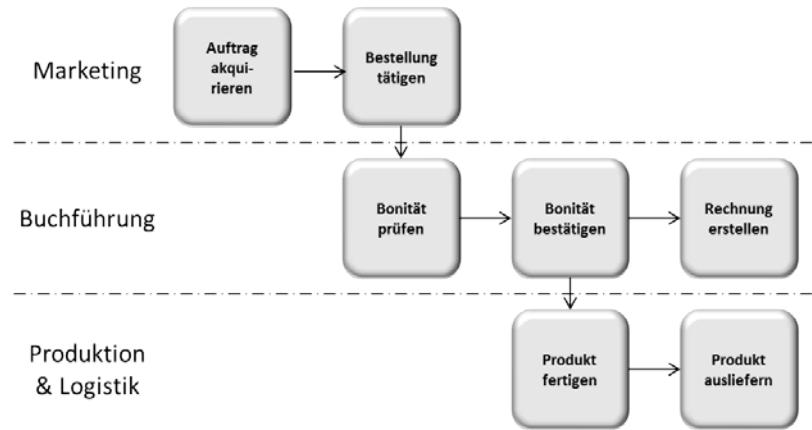 Marketing
Auftrag
akqui-
rieren
Bestellung
tätigen
Buchführung
Bonität
prüfen
Bonität
bestätigen
Rechnung
erstellen
Produktion
& Logistik
Produkt
fertigen
Produkt
ausliefern